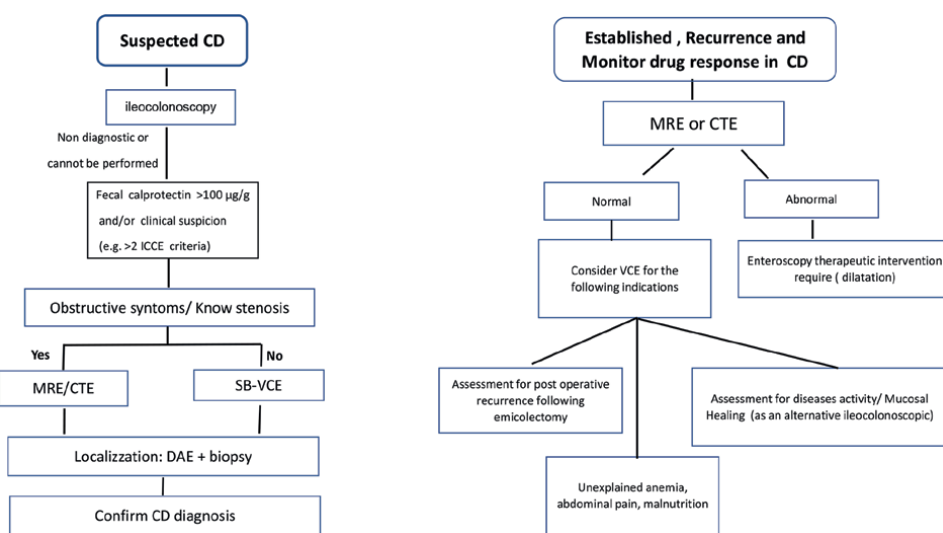 Suspected CD
ileocolonoscopy
Non diagnostic or
cannot be performed
Fecal calprotectin >100 µg/g
and/or clinical suspicion
(e.g. >2 ICCE criteria)
Obstructive syntoms/ Know stenosis
Yes
No
MRE/CTE
SB-VCE
Localizzation: DAE + biopsy
Confirm CD diagnosis
Established , Recurrence and
Monitor drug response in CD
MRE or CTE
Normal
Abnormal
Consider VCE for the
following indications
Enteroscopy therapeutic intervention
require ( dilatation)
Assessment for post operative
recurrence following
emicolectomy
Assessment for diseases activity/ Mucosal
Healing (as an alternative ileocolonoscopic)
Unexplained anemia,
abdominal pain, malnutrition